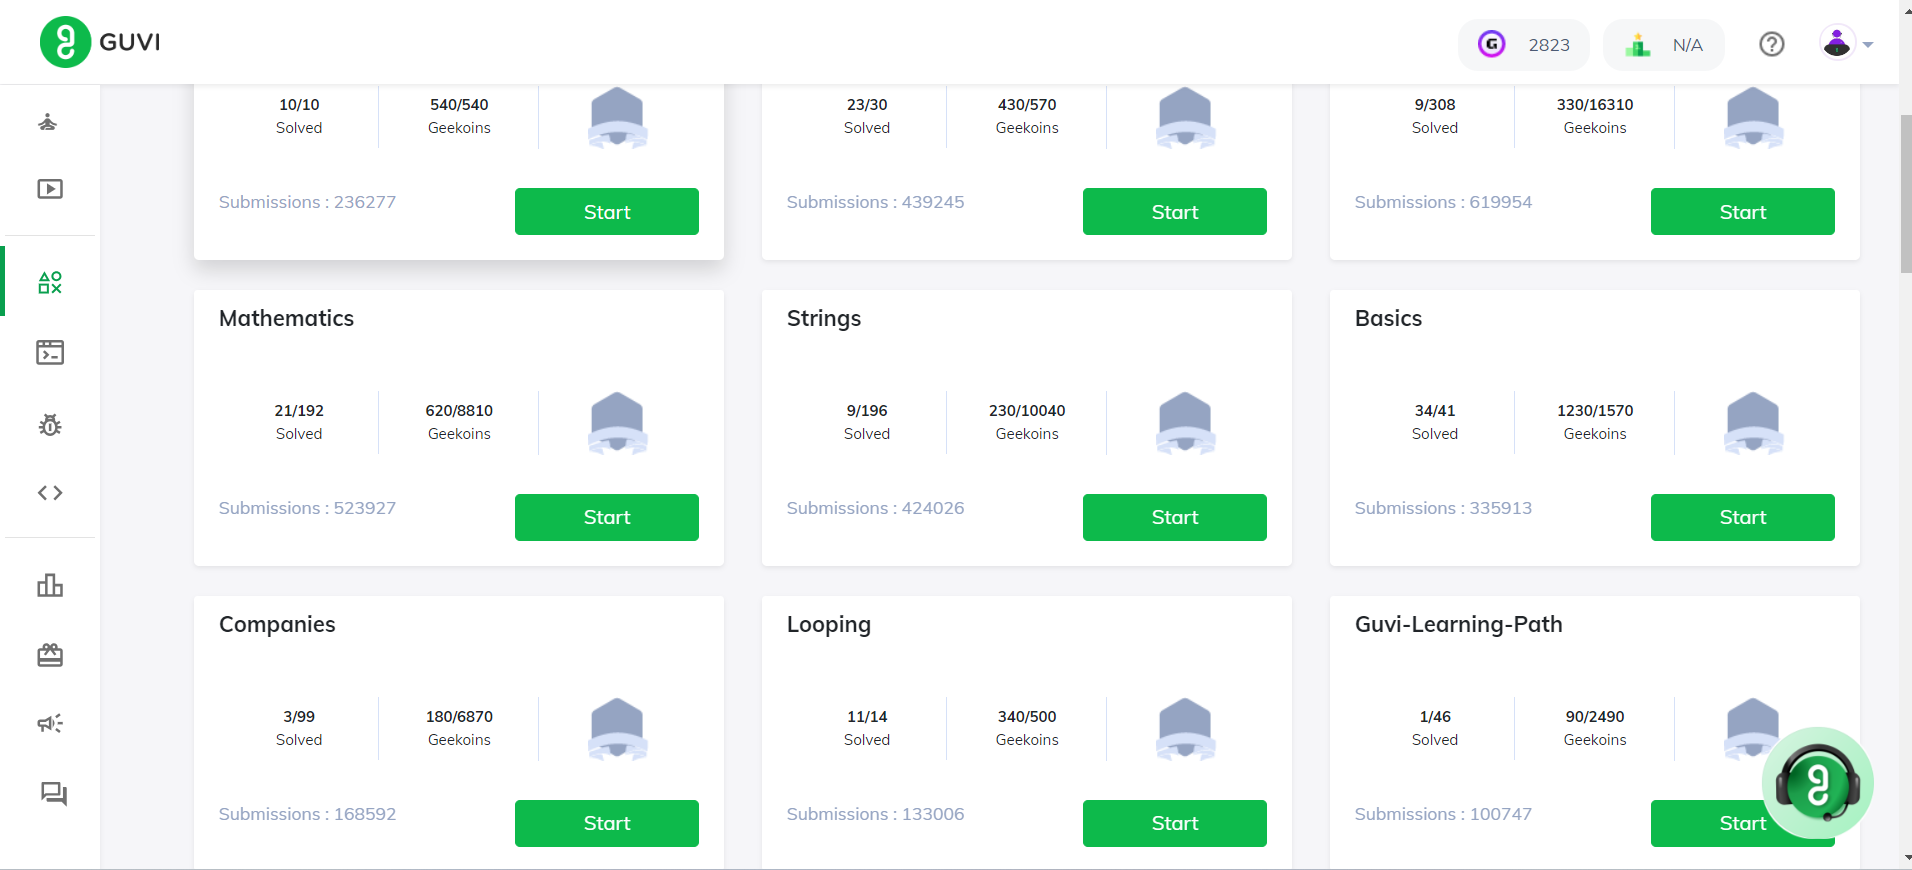 GUVI
2823
N/A
10/10 540/540
Solved Geekoins
Submissions : 236277
Start
23/30 430/570
Solved Geekoins
Submissions : 439245
Start
9/308 330/16310
Solved Geekoins
Submissions : 619954
Start
Mathematics
21/192 620/8810
Solved Geekoins
Submissions : 523927
Start
Strings
9/196 230/10040
Solved Geekoins
Submissions : 424026
Start
Basics
34/41 1230/1570
Solved Geekoins
Submissions : 335913
Start
Companies
3/99 180/6870
Solved Geekoins
Submissions : 168592
Start
Looping
11/14 340/500
Solved Geekoins
Submissions : 133006
Start
Guvi-Learning-Path
1/46 90/2490
Solved Geekoins
Submissions : 100747
Start